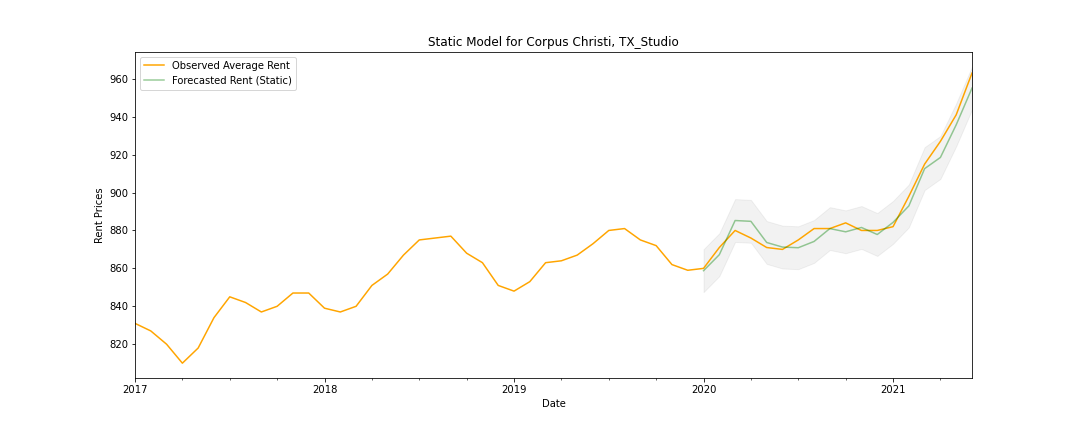 Static Model for Corpus Christi, TX_Studio
Observed Average Rent
Forecasted Rent (Static)
960
940
920
900
880
860
840
820
Rent Prices
2017
2018
2019
2020
2021
Date